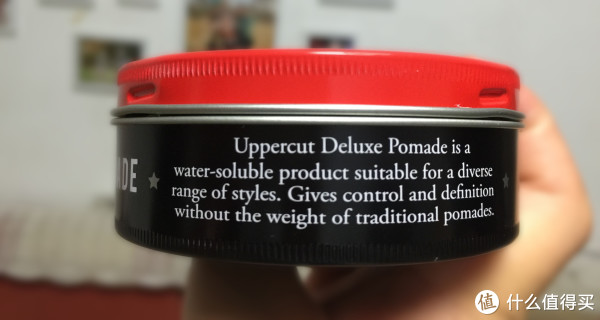 Uppercut Deluxe Pomade is a
water-soluble product suitable for a diverse
range of styles. Gives control and definition
without the weight of traditional pomades.
DE
值 什么值得买